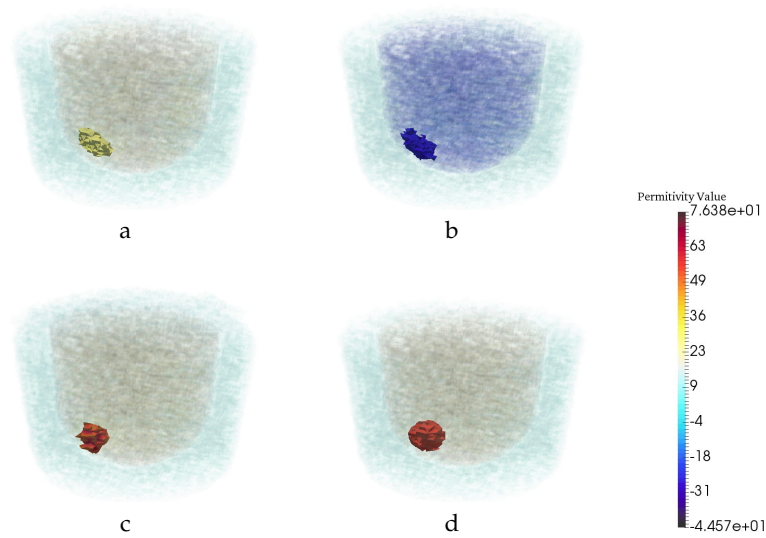 a
b
c
d
Permitivity Value
7.638e+01
63
49
36
23
9
-4
-18
-31
-4.457e+01